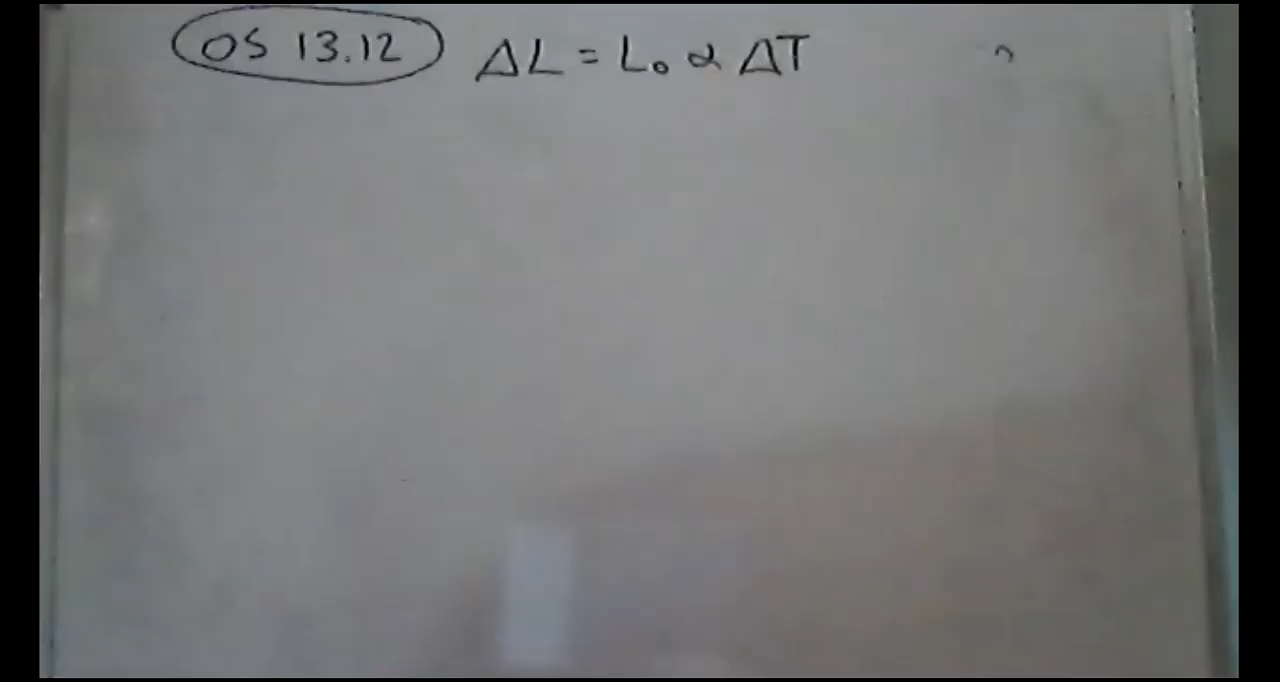 OS 13.12 ΔL = L₀ α ΔT